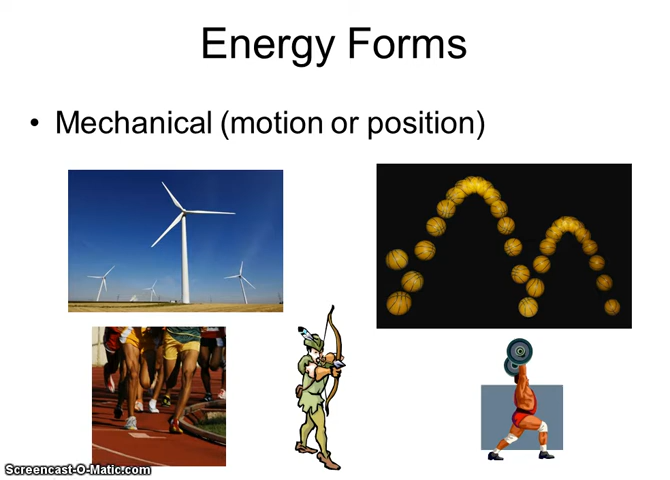 Energy Forms
• Mechanical (motion or position)
Screencast-O-Matic.com